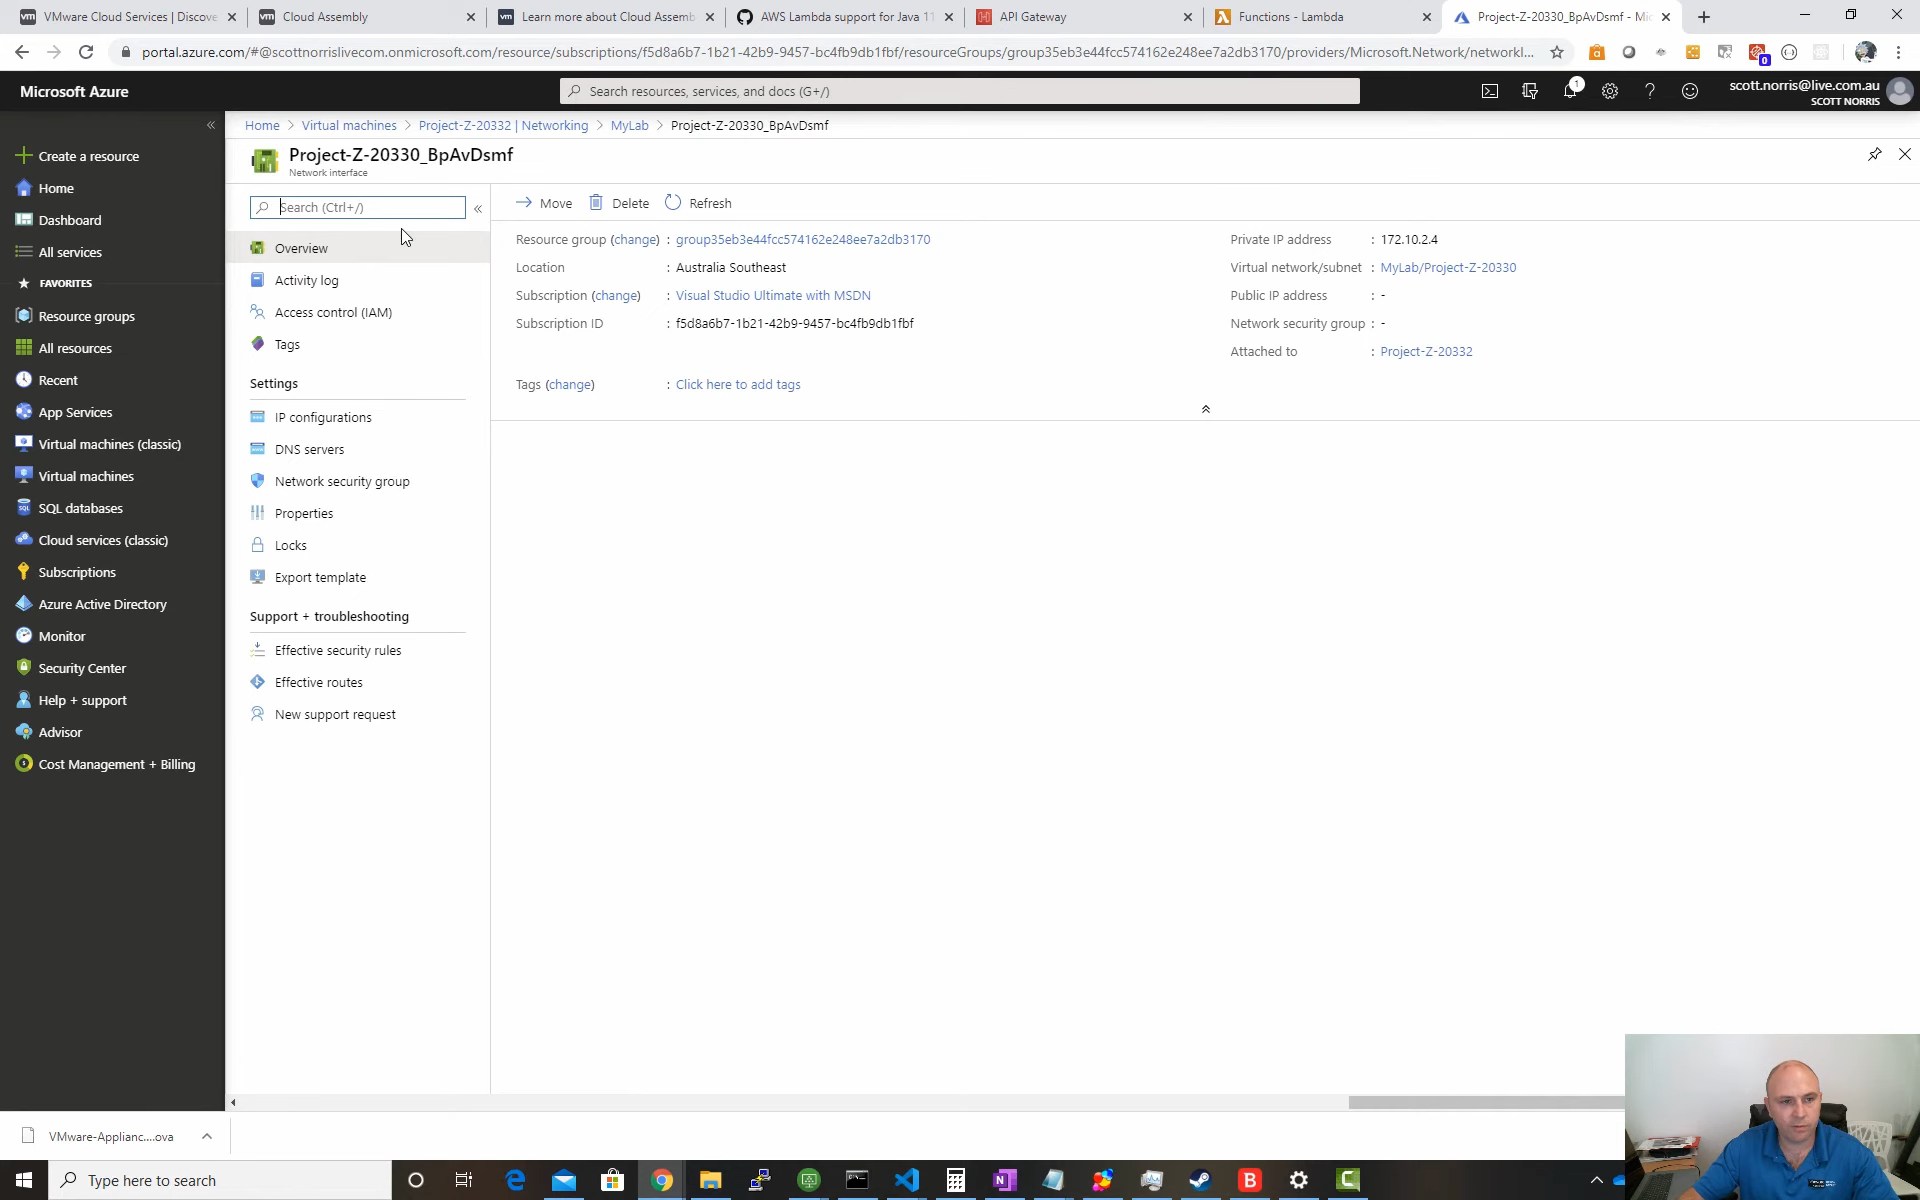 VMware Cloud Services | Discove
Cloud Assembly
Learn more about Cloud Assemb
AWS Lambda support for Java 11
API Gateway
Functions - Lambda
Project-Z-20330_BpAvDsmf - Mic
portal.azure.com/#@scottnorrislivecom.onmicrosoft.com/resource/subscriptions/f5d8a6b7-1b21-42b9-9457-bc4fb9db1fbf/resourceGroups/group35eb3e44fcc574162e248ee7a2db3170/providers/Microsoft.Network/networkI...
0
Microsoft Azure
Search resources, services, and docs (G+/)
1
scott.norris@live.com.au
SCOTT NORRIS
Home > Virtual machines > Project-Z-20332 | Networking > MyLab > Project-Z-20330_BpAvDsmf
Project-Z-20330_BpAvDsmf
Network interface
Create a resource
Home
Dashboard
All services
FAVORITES
Resource groups
All resources
Recent
App Services
Virtual machines (classic)
Virtual machines
SQL databases
Cloud services (classic)
Subscriptions
Azure Active Directory
Monitor
Security Center
Help + support
Advisor
Cost Management + Billing
Search (Ctrl+/)
Overview
Activity log
Access control (IAM)
Tags
Settings
IP configurations
DNS servers
Network security group
Properties
Locks
Export template
Support + troubleshooting
Effective security rules
Effective routes
New support request
Move
Delete
Refresh
Resource group (change) : group35eb3e44fcc574162e248ee7a2db3170
Location : Australia Southeast
Subscription (change) : Visual Studio Ultimate with MSDN
Subscription ID : f5d8a6b7-1b21-42b9-9457-bc4fb9db1fbf
Tags (change) : Click here to add tags
Private IP address : 172.10.2.4
Virtual network/subnet : MyLab/Project-Z-20330
Public IP address : -
Network security group : -
Attached to : Project-Z-20332
VMware-Applianc....ova
Type here to search